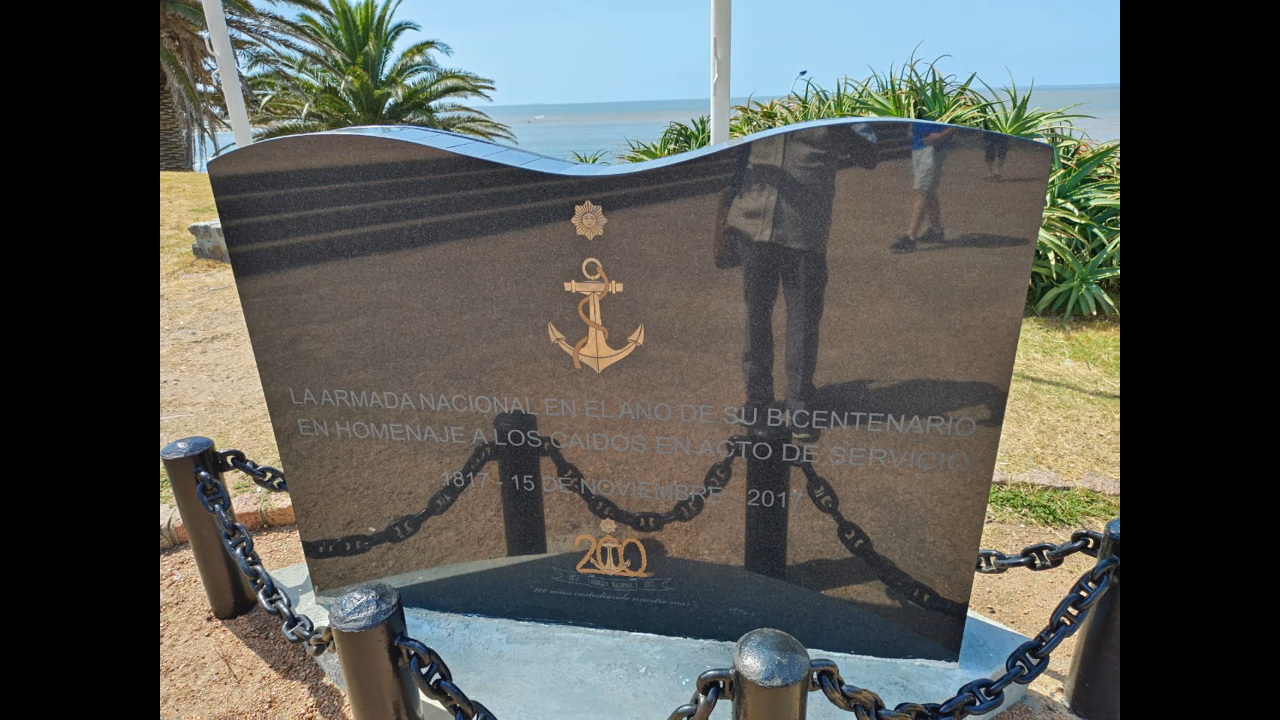 LA ARMADA NACIONAL EN EL AÑO DE SU BICENTENARIO
EN HOMENAJE A LOS CAIDOS EN ACTO DE SERVICIO
1817 - 15 DE NOVIEMBRE - 2017
200
1817 ARMADA NACIONAL 2017
"200 años custodiando nuestro mar"